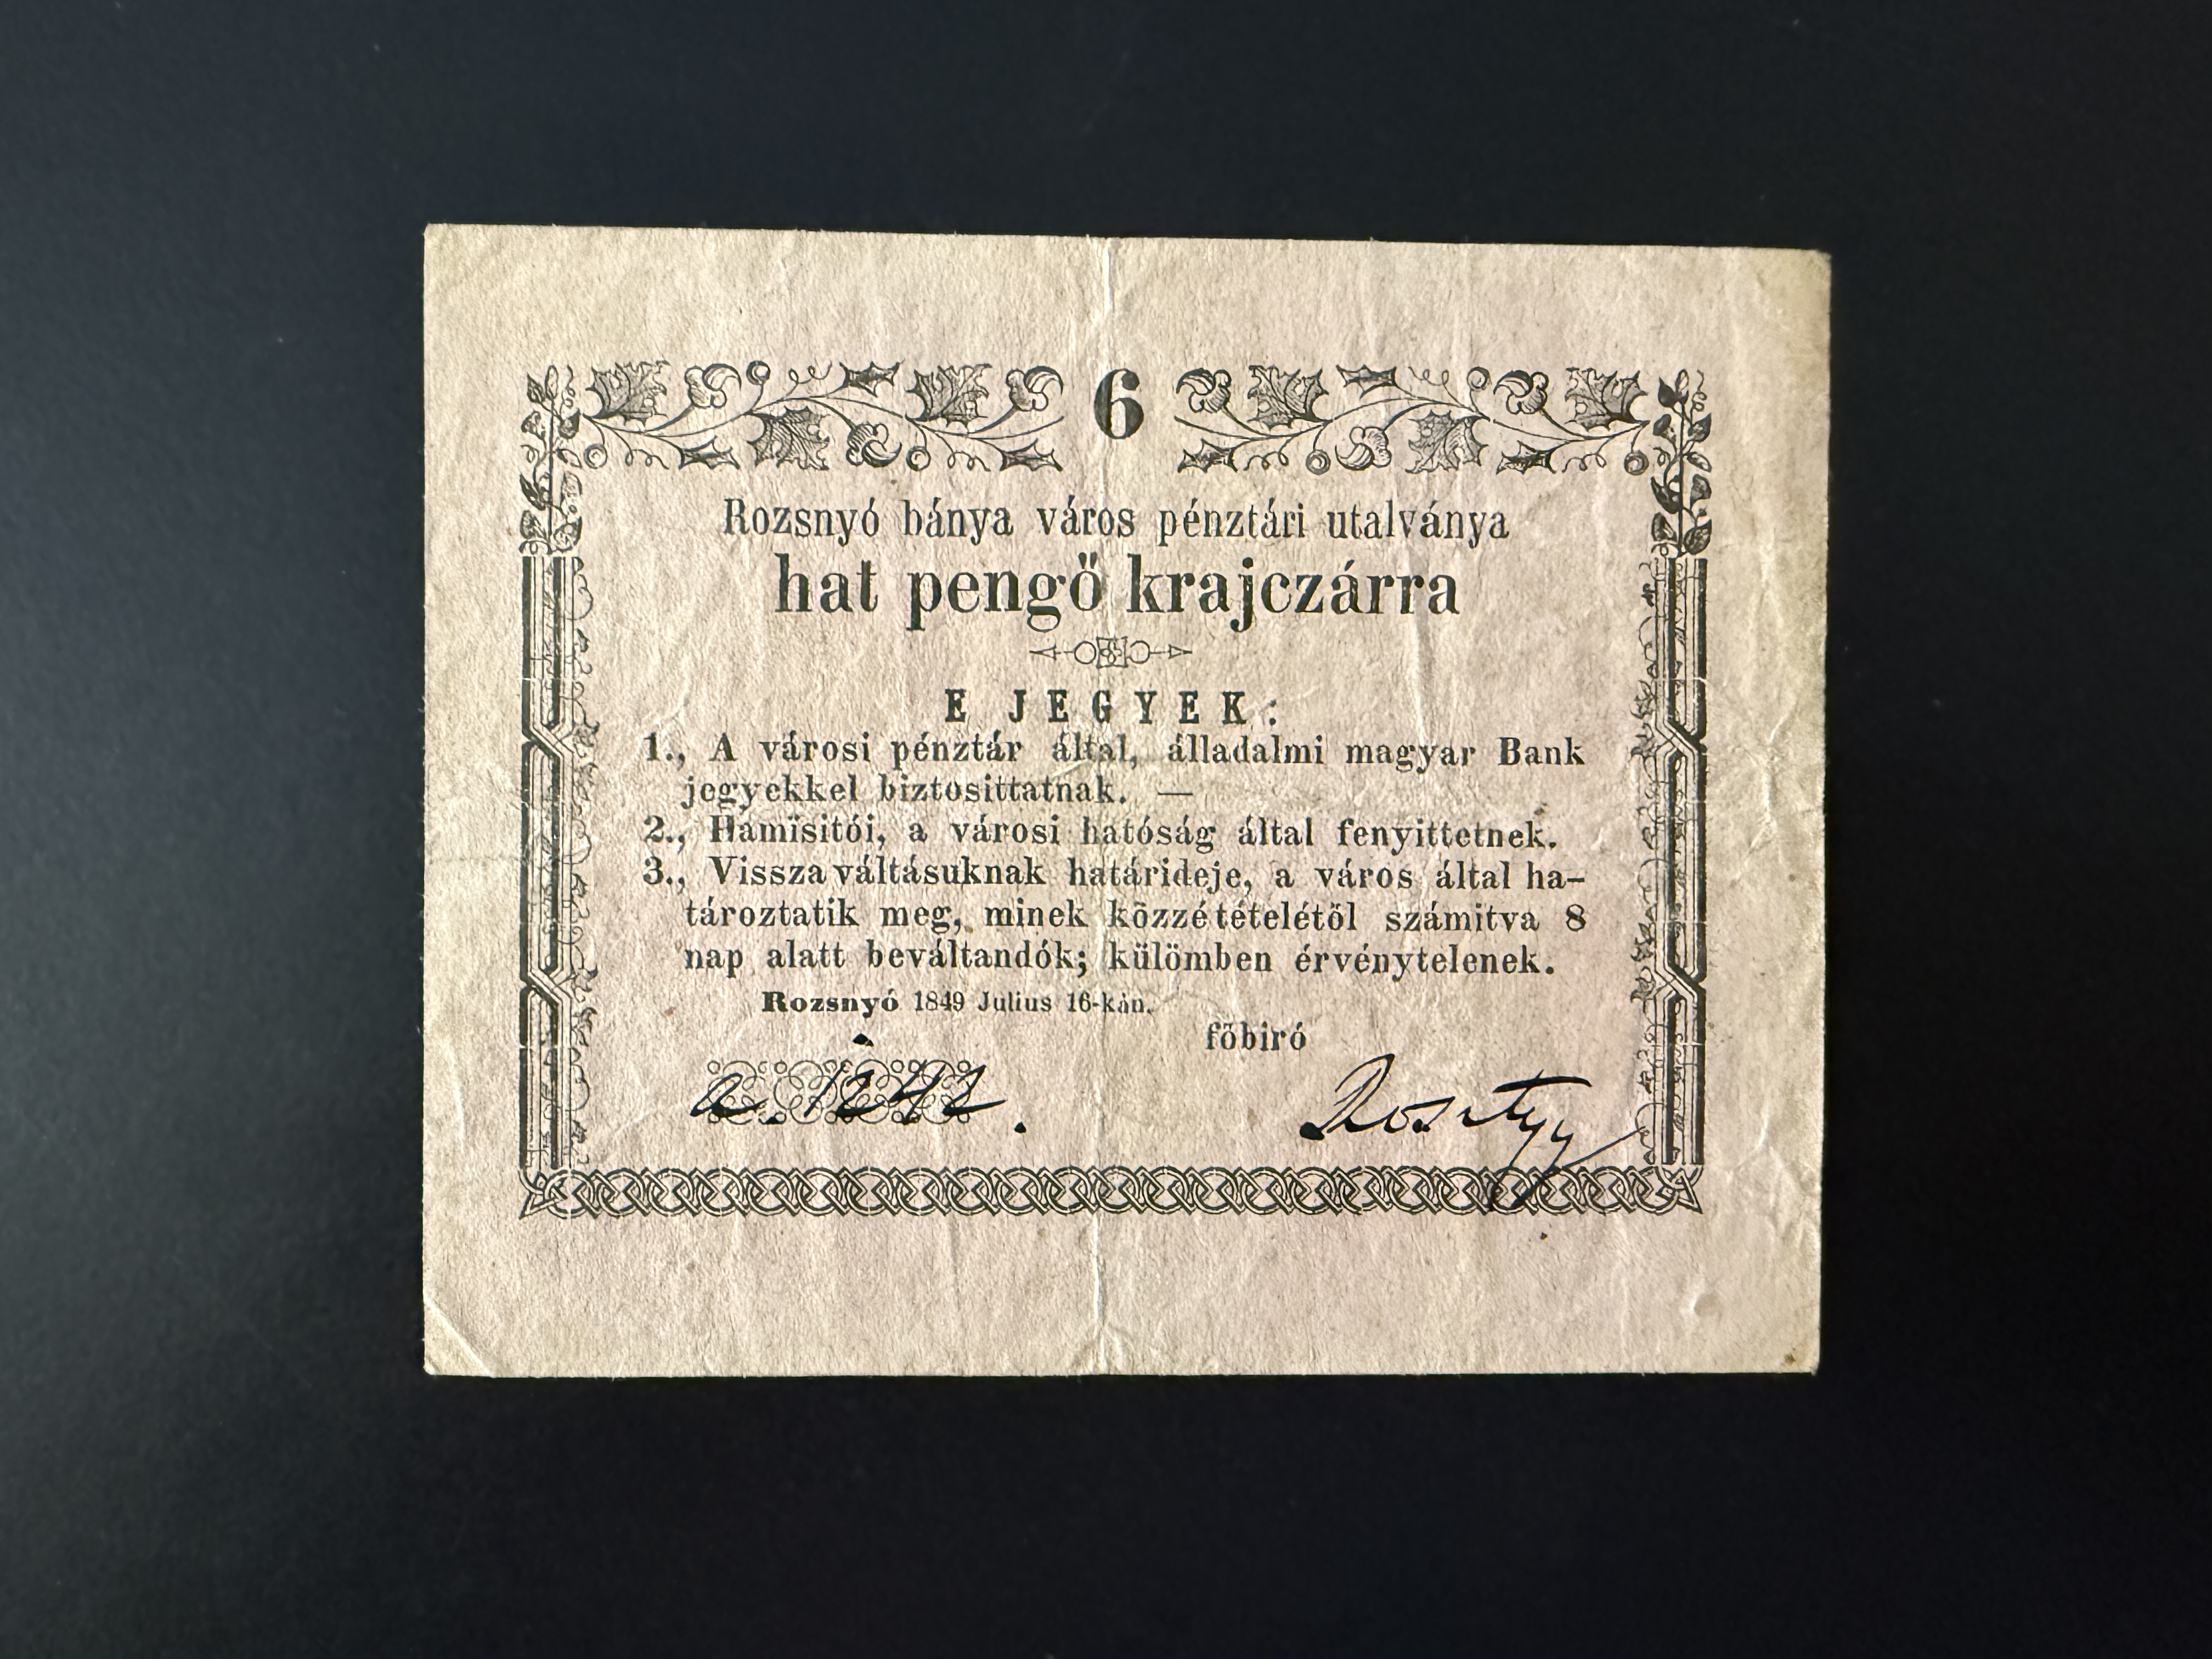 6
Rozsnyó bánya város pénztári utalványa
hat pengő krajczárra
E JEGYEK:
1., A városi pénztár által, álladalmi magyar Bank
jegyekkel biztosittatnak. —
2., Hamisitói, a városi hatóság által fenyittetnek.
3., Vissza váltásuknak határideje, a város által ha-
tároztatik meg, minek közzétételétől számitva 8
nap alatt beváltandók; külömben érvénytelenek.
Rozsnyó 1849 Julius 16-kán.
főbiró
a. 1242.